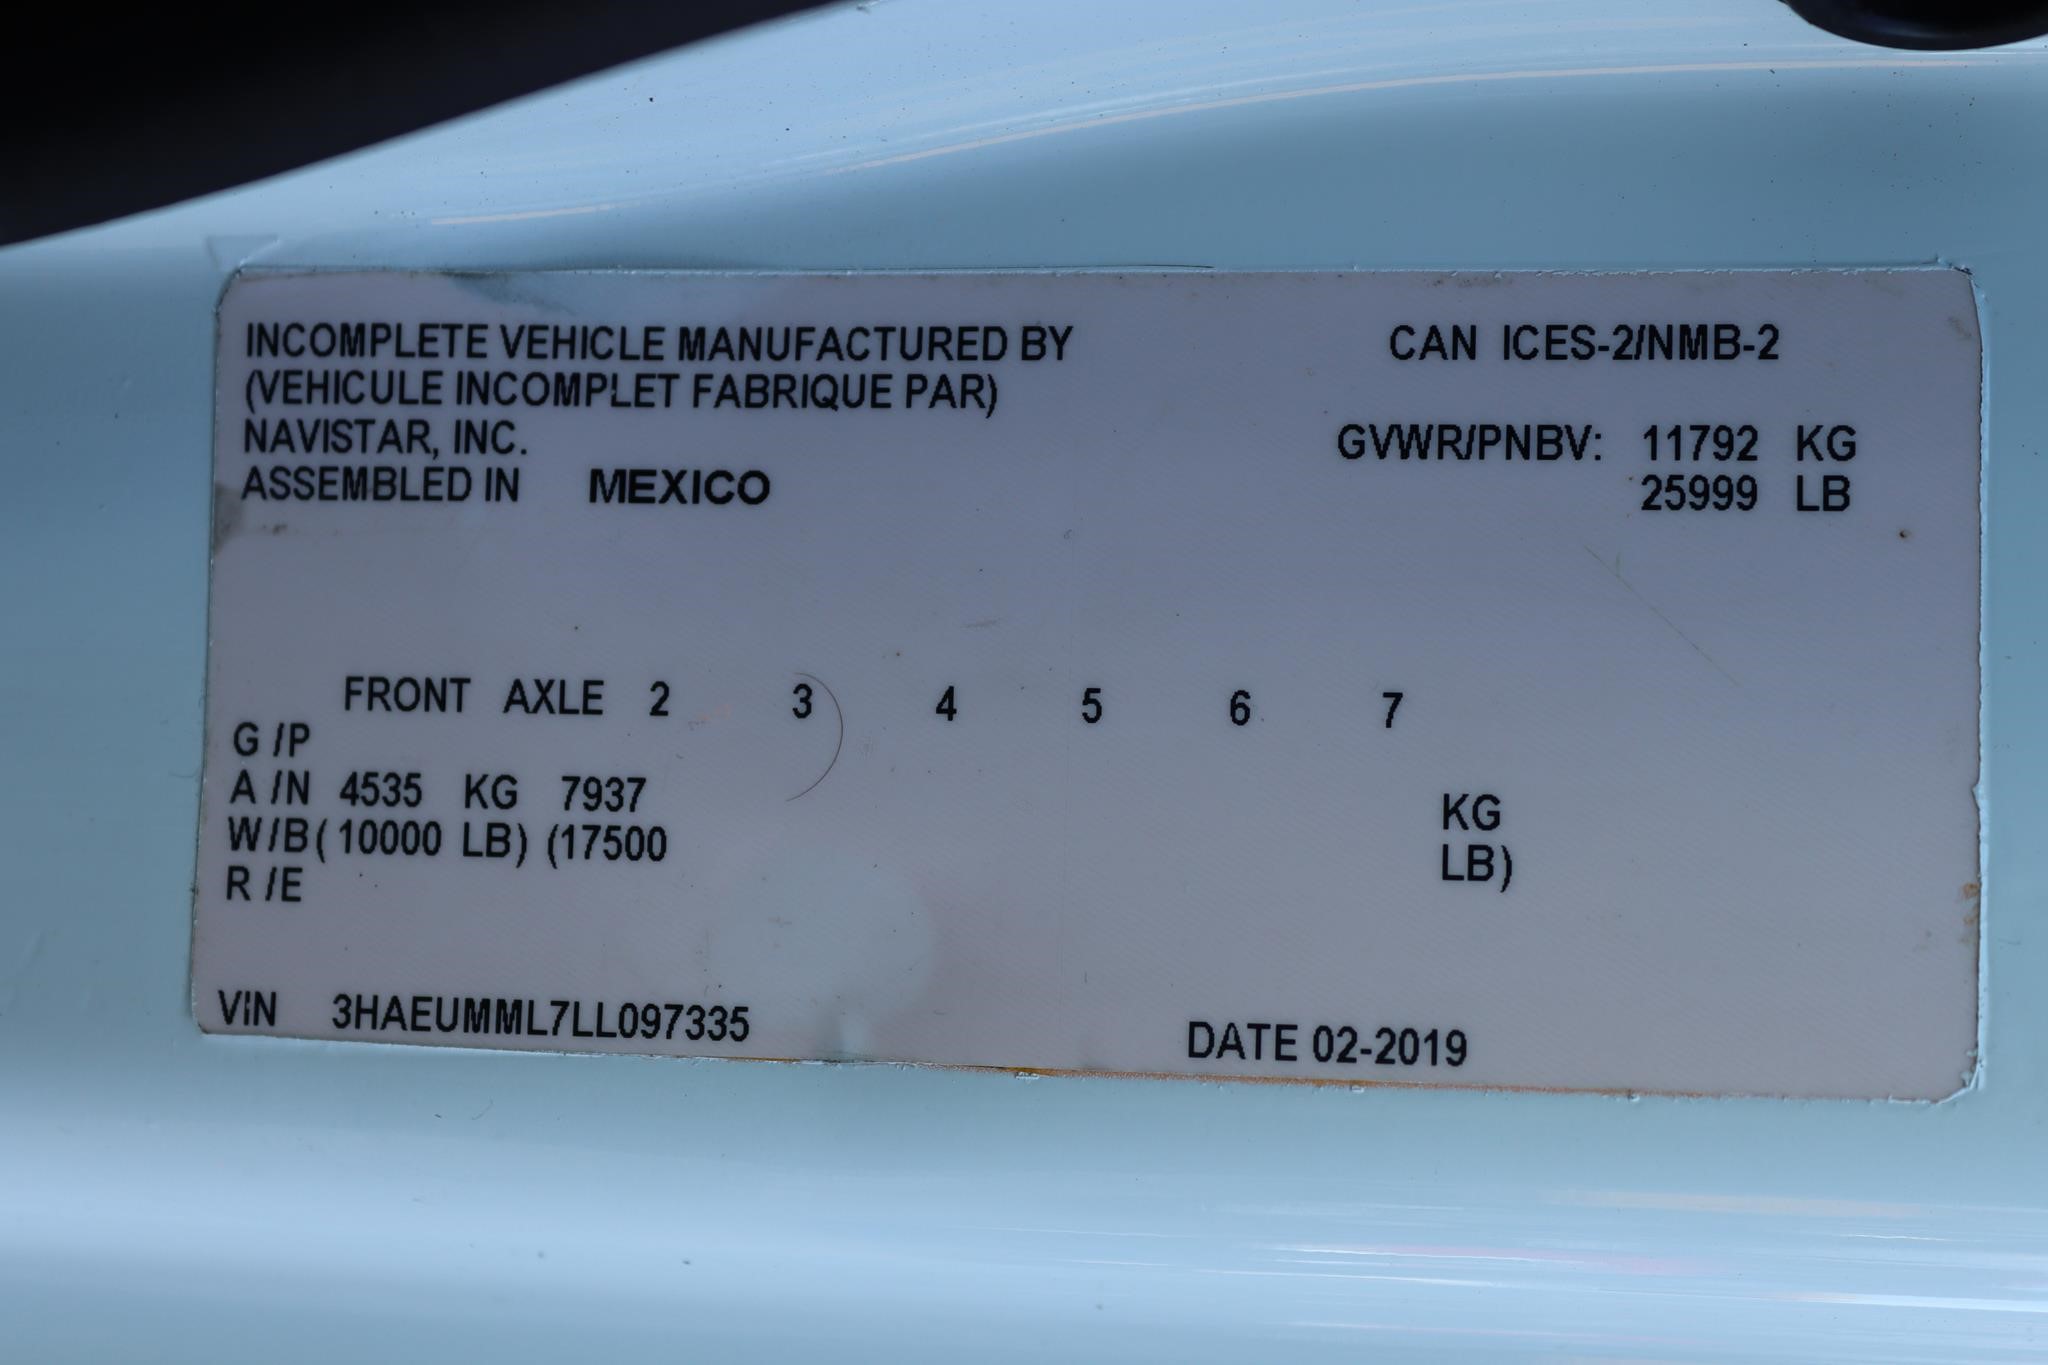 INCOMPLETE VEHICLE MANUFACTURED BY
(VEHICULE INCOMPLET FABRIQUE PAR)
NAVISTAR, INC.
ASSEMBLED IN MEXICO
CAN ICES-2/NMB-2
GVWR/PNBV: 11792 KG
25999 LB
FRONT AXLE 2 3 4 5 6 7
G /P
A /N 4535 KG 7937 KG
W/B ( 10000 LB) (17500 LB)
R /E
VIN 3HAEUMML7LL097335
DATE 02-2019